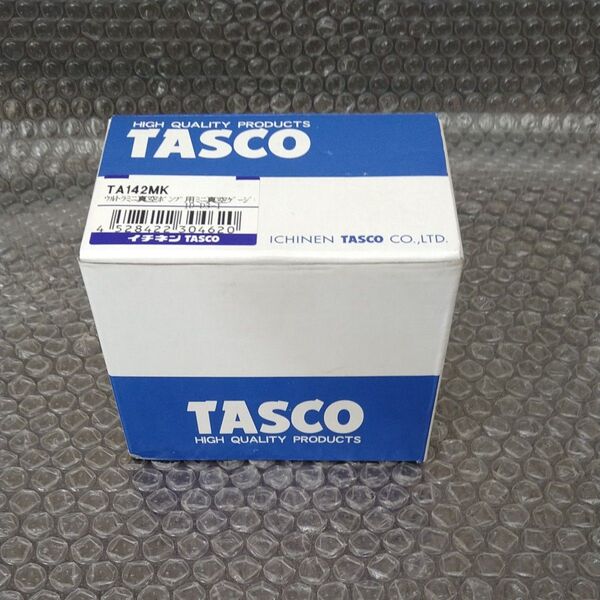 HIGH QUALITY PRODUCTS
TASCO
TA142MK
ウルトラミニ真空ポンプ用ミニ真空ゲージ
4 528422 304620
イチネン TASCO
ICHINEN TASCO CO.,LTD.
TASCO
HIGH QUALITY PRODUCTS